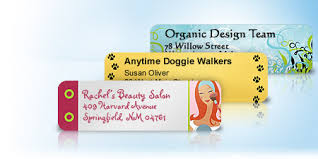 Organic Design Team
78 Willow Street
Anytime Doggie Walkers
Susan Oliver
Rachel's Beauty Salon
409 Harvard Avenue
Springfield, NM 04761